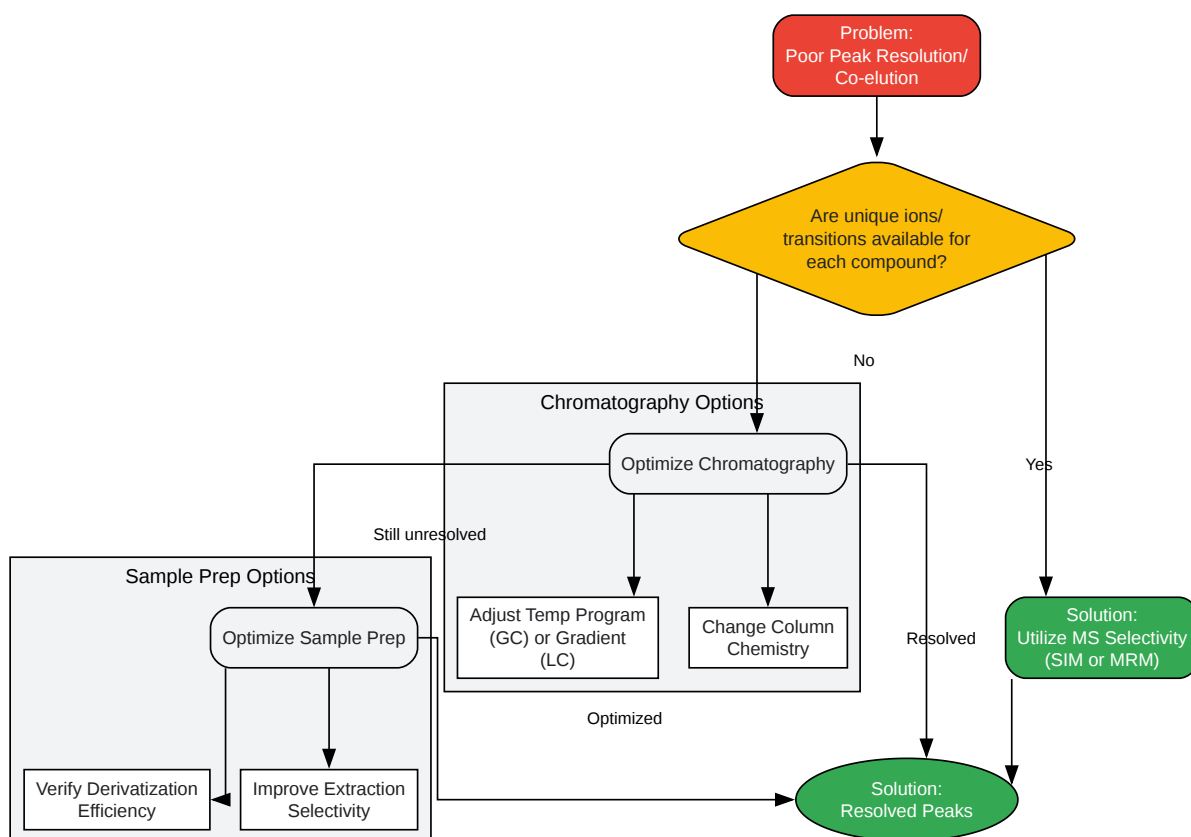 Problem:
Poor Peak Resolution/
Co-elution
Are unique ions/
transitions available for
each compound?
No
Yes
Chromatography Options
Optimize Chromatography
Still unresolved
Resolved
Adjust Temp Program
(GC) or Gradient
(LC)
Change Column
Chemistry
Solution:
Utilize MS Selectivity
(SIM or MRM)
Sample Prep Options
Optimize Sample Prep
Optimized
Verify Derivatization
Efficiency
Improve Extraction
Selectivity
Solution:
Resolved Peaks